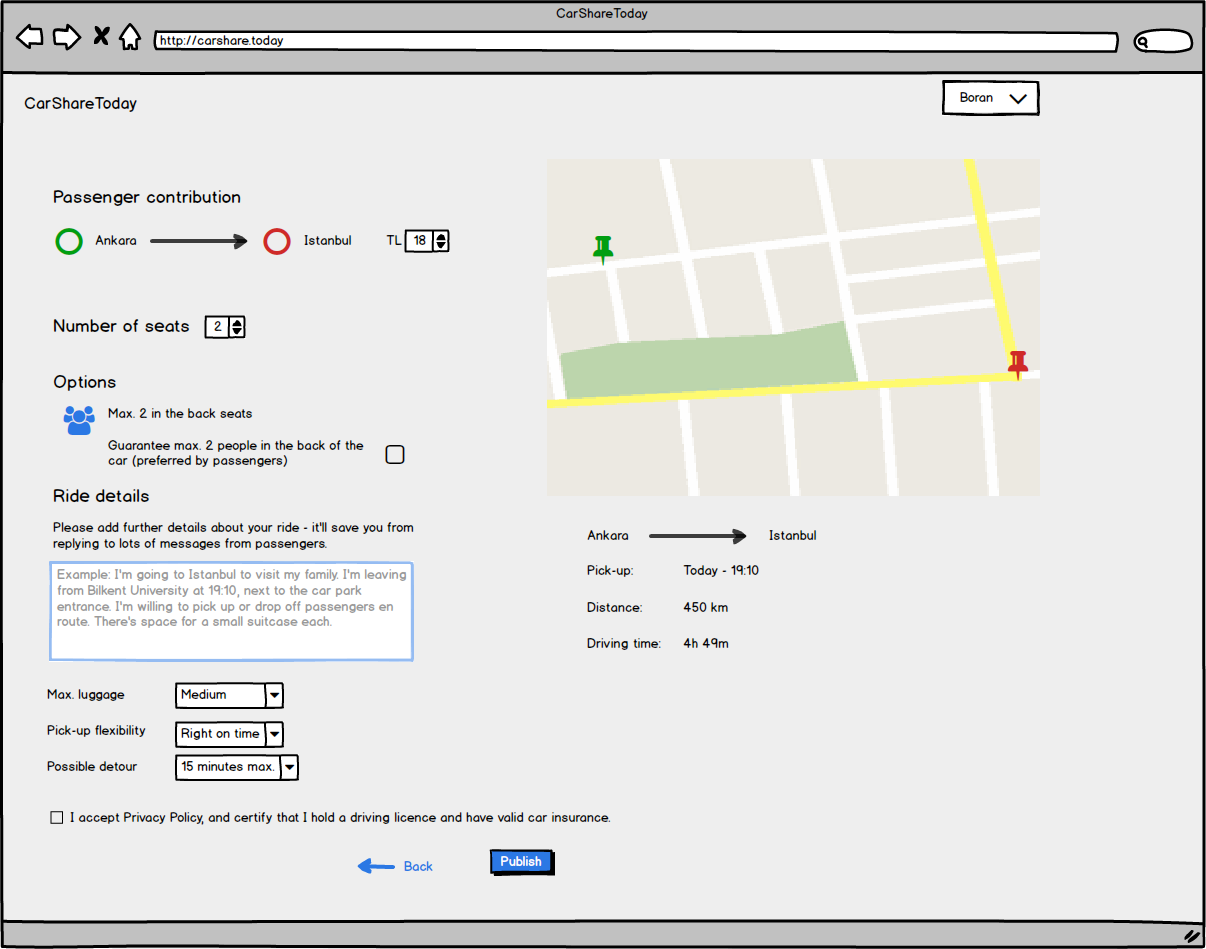 CarShareToday
http://carshare.today
CarShareToday
Boran
Passenger contribution
Ankara
Istanbul
TL 18
Number of seats 2
Options
Max. 2 in the back seats
Guarantee max. 2 people in the back of the
car (preferred by passengers)
Ride details
Please add further details about your ride - it'll save you from
replying to lots of messages from passengers.
Example: I'm going to Istanbul to visit my family. I'm leaving
from Bilkent University at 19:10, next to the car park
entrance. I'm willing to pick up or drop off passengers en
route. There's space for a small suitcase each.
Max. luggage Medium
Pick-up flexibility Right on time
Possible detour 15 minutes max.
Ankara Istanbul
Pick-up: Today - 19:10
Distance: 450 km
Driving time: 4h 49m
I accept Privacy Policy, and certify that I hold a driving licence and have valid car insurance.
Back
Publish